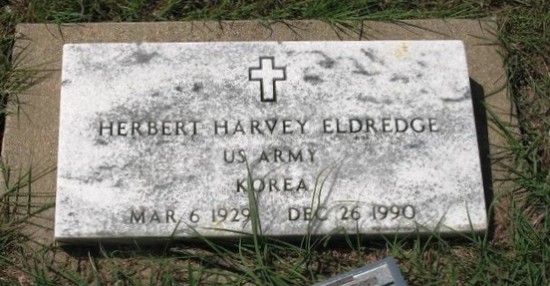 HERBERT HARVEY ELDREDGE
US ARMY
KOREA
MAR 6 1929 DEC 26 1990